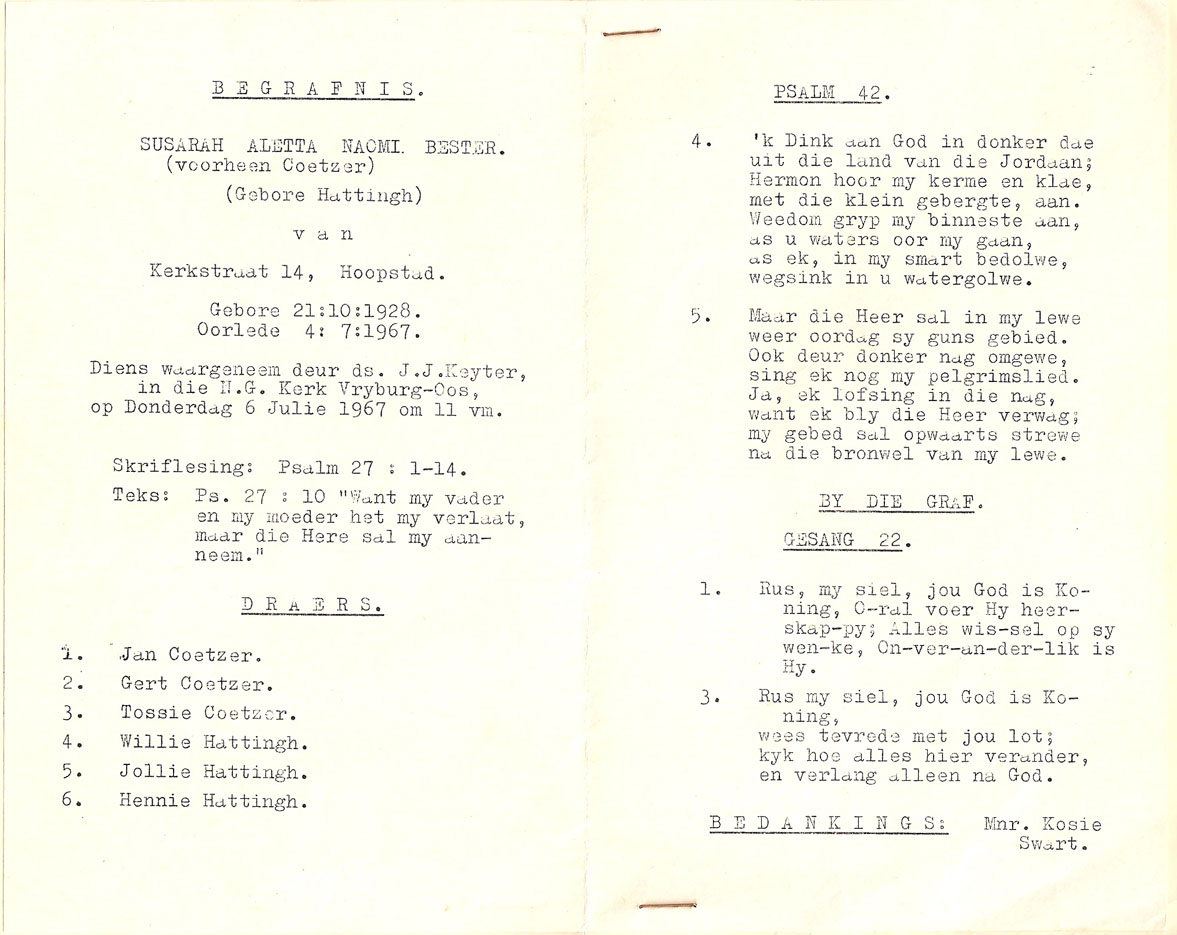 B E G R A F N I S.
SUSARAH ALETTA NAOMI. BESTER.
(voorheen Coetzer)
(Gebore Hattingh)
v a n
Kerkstraat 14, Hoopstad.
Gebore 21:10:1928.
Oorlede 4: 7:1967.
Diens waargeneem deur ds. J.J.Keyter,
in die N.G. Kerk Vryburg-Oos,
op Donderdag 6 Julie 1967 om 11 vm.
Skriflesing: Psalm 27 : 1-14.
Teks: Ps. 27 : 10 "Want my vader
en my moeder het my verlaat,
maar die Here sal my aan-
neem."
D R A E R S.
1. Jan Coetzer.
2. Gert Coetzer.
3. Tossie Coetzer.
4. Willie Hattingh.
5. Jollie Hattingh.
6. Hennie Hattingh.
PSALM 42.
4. 'k Dink aan God in donker dae
uit die land van die Jordaan;
Hermon hoor my kerme en klae,
met die klein gebergte, aan.
Weedom gryp my binneste aan,
as u waters oor my gaan,
as ek, in my smart bedolwe,
wegsink in u watergolwe.
5. Maar die Heer sal in my lewe
weer oordag sy guns gebied.
Ook deur donker nag omgewe,
sing ek nog my pelgrimslied.
Ja, ek lofsing in die nag,
want ek bly die Heer verwag;
my gebed sal opwaarts strewe
na die bronwel van my lewe.
BY DIE GRAF.
GESANG 22.
1. Rus, my siel, jou God is Ko-
ning, O-ral voer Hy heer-
skap-py; Alles wis-sel op sy
wen-ke, On-ver-an-der-lik is
Hy.
3. Rus my siel, jou God is Ko-
ning,
wees tevrede met jou lot;
kyk hoe alles hier verander,
en verlang alleen na God.
B E D A N K I N G S: Mnr. Kosie
Swart.